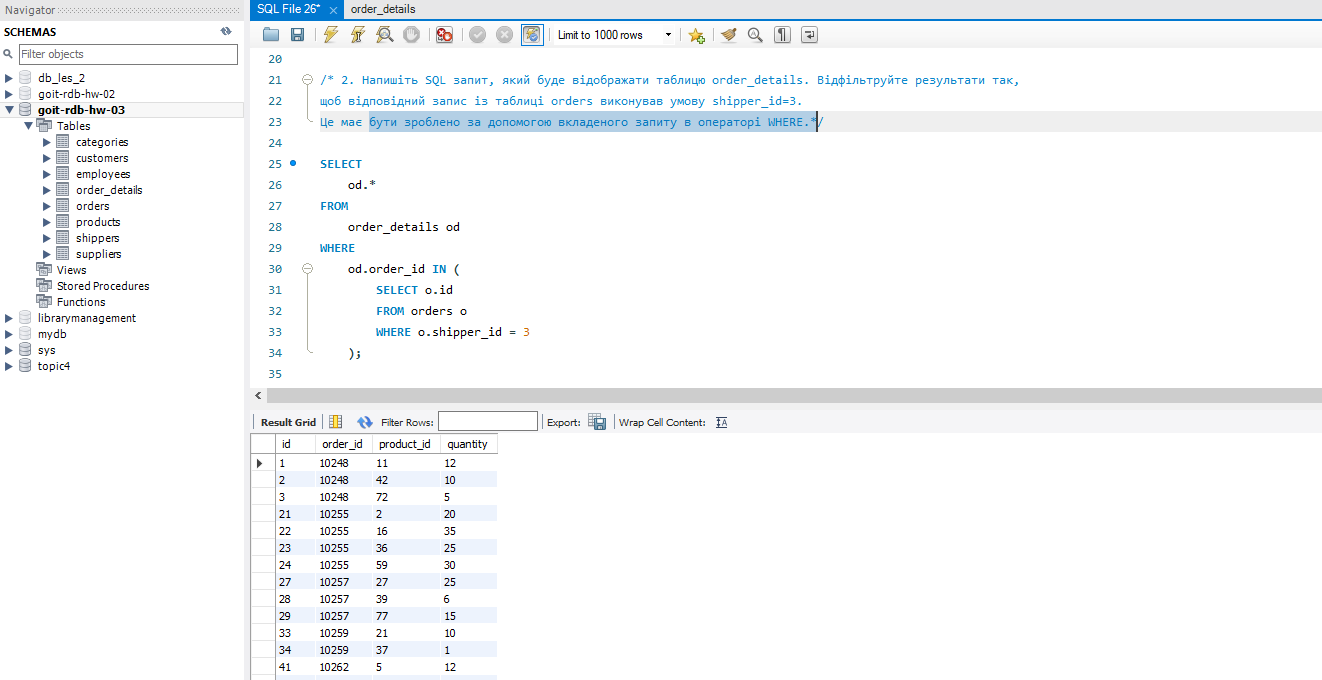 Navigator
SCHEMAS
Filter objects
db_les_2
goit-rdb-hw-02
goit-rdb-hw-03
Tables
categories
customers
employees
order_details
orders
products
shippers
suppliers
Views
Stored Procedures
Functions
librarymanagement
mydb
sys
topic4
SQL File 26* × order_details
Limit to 1000 rows
20
21 /* 2. Напишіть SQL запит, який буде відображати таблицю order_details. Відфільтруйте результати так,
22 щоб відповідний запис із таблиці orders виконував умову shipper_id=3.
23 Це має бути зроблено за допомогою вкладеного запиту в операторі WHERE.*/
24
25 SELECT
26 od.*
27 FROM
28 order_details od
29 WHERE
30 od.order_id IN (
31 SELECT o.id
32 FROM orders o
33 WHERE o.shipper_id = 3
34 );
35
Result Grid Filter Rows: Export: Wrap Cell Content:
id order_id product_id quantity
1 10248 11 12
2 10248 42 10
3 10248 72 5
21 10255 2 20
22 10255 16 35
23 10255 36 25
24 10255 59 30
27 10257 27 25
28 10257 39 6
29 10257 77 15
33 10259 21 10
34 10259 37 1
41 10262 5 12